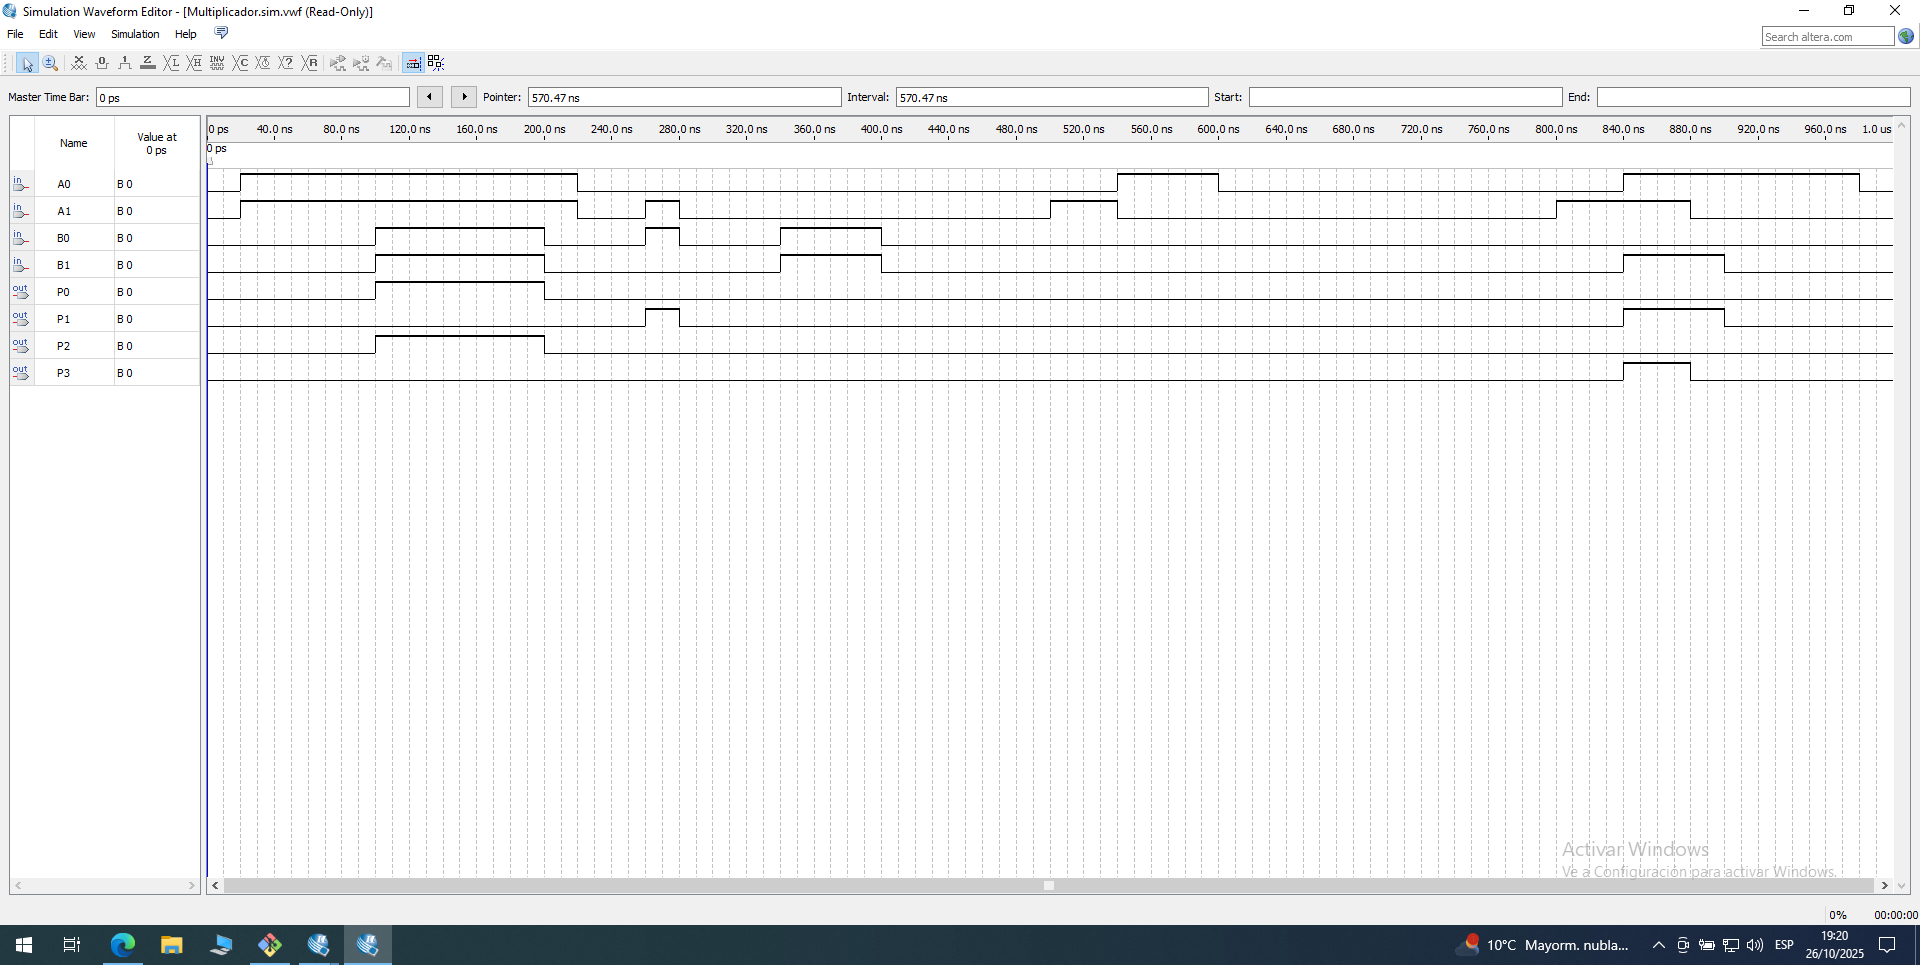 Simulation Waveform Editor - [Multiplicador.sim.vwf (Read-Only)]
File Edit View Simulation Help
Search altera.com
Master Time Bar: 0 ps Pointer: 570.47 ns Interval: 570.47 ns Start: End:
Name Value at 0 ps
0 ps 40.0 ns 80.0 ns 120.0 ns 160.0 ns 200.0 ns 240.0 ns 280.0 ns 320.0 ns 360.0 ns 400.0 ns 440.0 ns 480.0 ns 520.0 ns 560.0 ns 600.0 ns 640.0 ns 680.0 ns 720.0 ns 760.0 ns 800.0 ns 840.0 ns 880.0 ns 920.0 ns 960.0 ns 1.0 us
0 ps
in A0 B 0
in A1 B 0
in B0 B 0
in B1 B 0
out P0 B 0
out P1 B 0
out P2 B 0
out P3 B 0
Activar Windows
Ve a Configuración para activar Windows.
0% 00:00:00
10°C Mayorm. nubla... ESP 19:20
26/10/2025